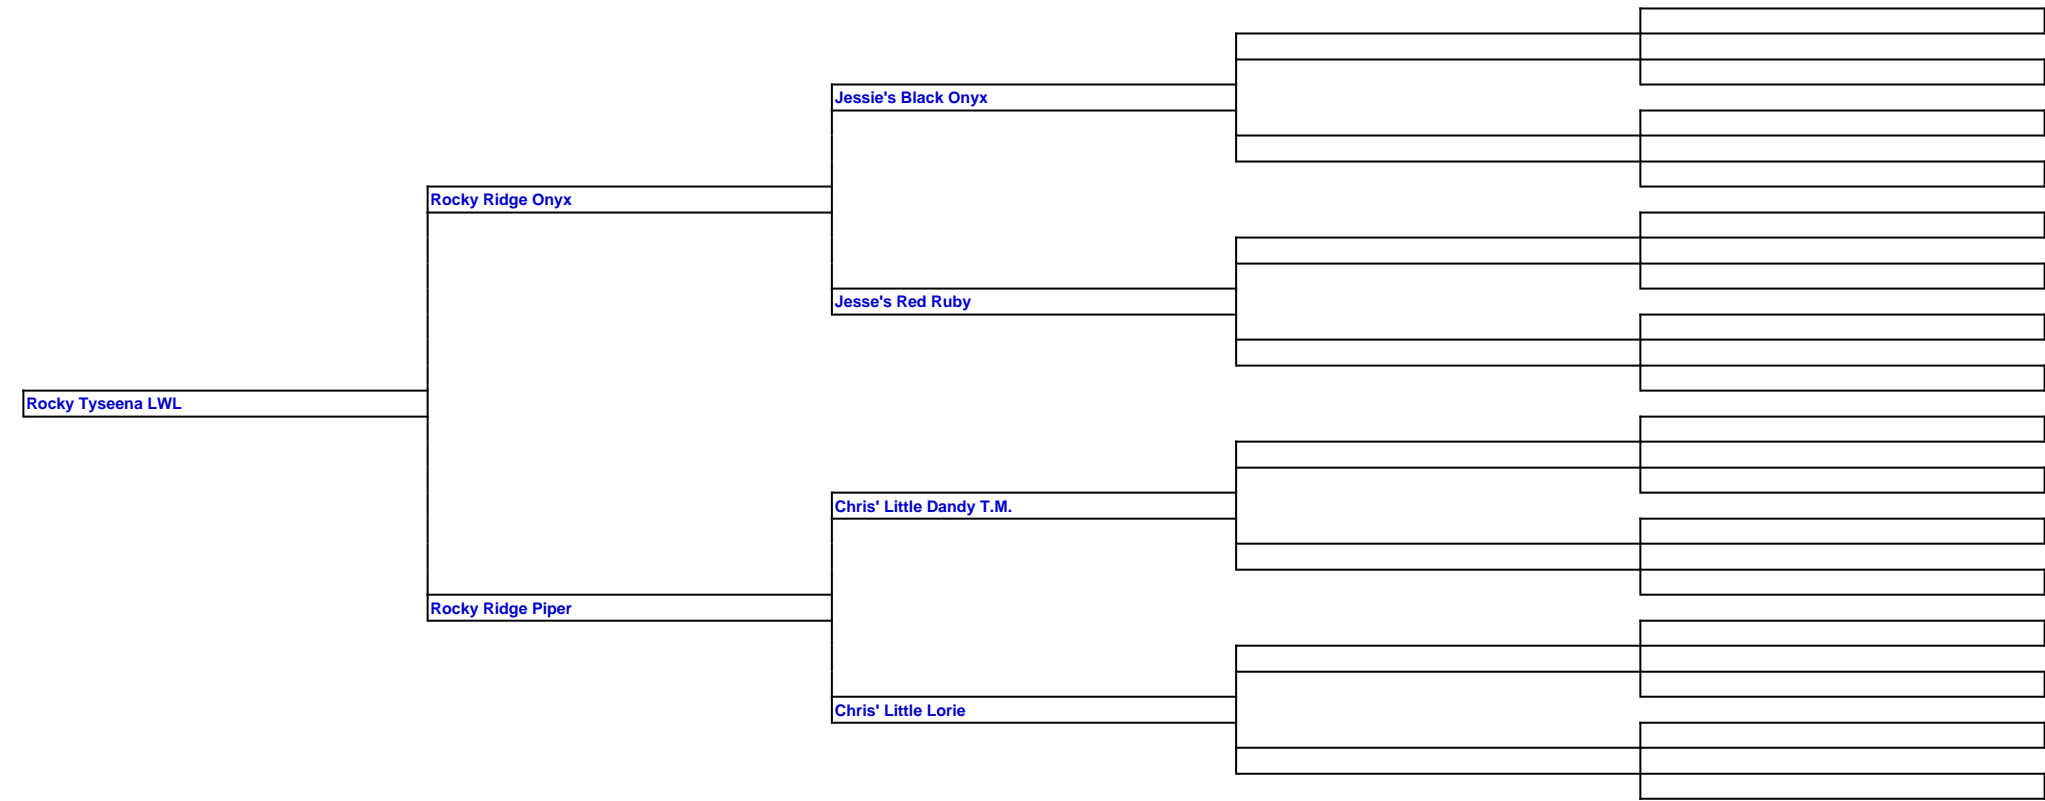 Jessie's Black Onyx
Rocky Ridge Onyx
Jesse's Red Ruby
Rocky Tyseena LWL
Chris' Little Dandy T.M.
Rocky Ridge Piper
Chris' Little Lorie